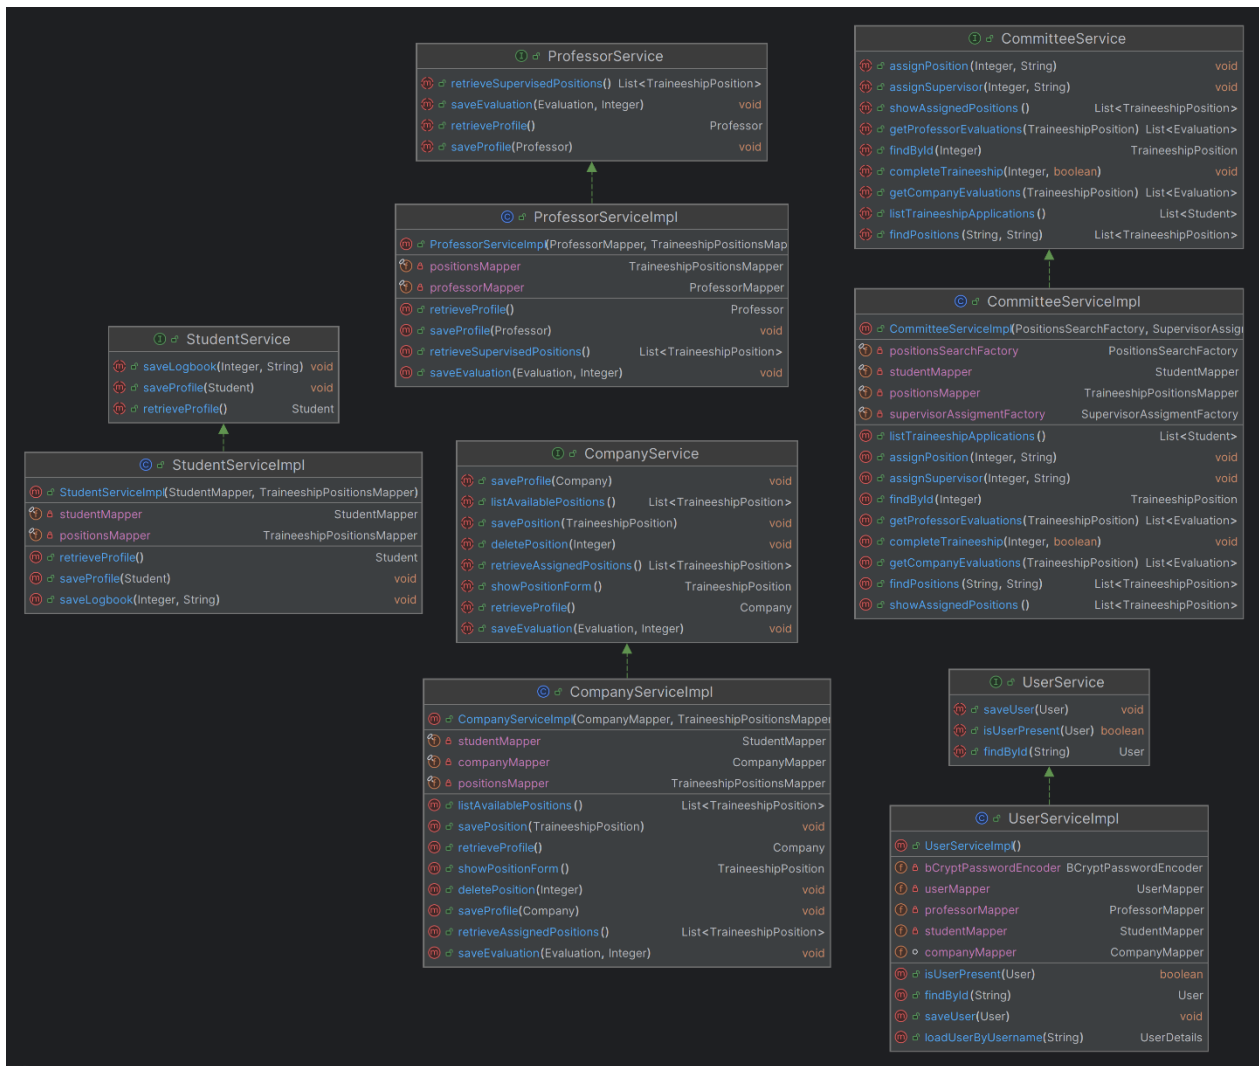 ProfessorService
retrieveSupervisedPositions() List<TraineeshipPosition>
saveEvaluation(Evaluation, Integer) void
retrieveProfile() Professor
saveProfile(Professor) void
ProfessorServiceImpl
ProfessorServiceImpl(ProfessorMapper, TraineeshipPositionsMap
positionsMapper TraineeshipPositionsMapper
professorMapper ProfessorMapper
retrieveProfile() Professor
saveProfile(Professor) void
retrieveSupervisedPositions() List<TraineeshipPosition>
saveEvaluation(Evaluation, Integer) void
CommitteeService
assignPosition(Integer, String) void
assignSupervisor(Integer, String) void
showAssignedPositions() List<TraineeshipPosition>
getProfessorEvaluations(TraineeshipPosition) List<Evaluation>
findById(Integer) TraineeshipPosition
completeTraineeship(Integer, boolean) void
getCompanyEvaluations(TraineeshipPosition) List<Evaluation>
listTraineeshipApplications() List<Student>
findPositions(String, String) List<TraineeshipPosition>
CommitteeServiceImpl
CommitteeServiceImpl(PositionsSearchFactory, SupervisorAssig
positionsSearchFactory PositionsSearchFactory
studentMapper StudentMapper
positionsMapper TraineeshipPositionsMapper
supervisorAssigmentFactory SupervisorAssigmentFactory
listTraineeshipApplications() List<Student>
assignPosition(Integer, String) void
assignSupervisor(Integer, String) void
findById(Integer) TraineeshipPosition
getProfessorEvaluations(TraineeshipPosition) List<Evaluation>
completeTraineeship(Integer, boolean) void
getCompanyEvaluations(TraineeshipPosition) List<Evaluation>
findPositions(String, String) List<TraineeshipPosition>
showAssignedPositions() List<TraineeshipPosition>
StudentService
saveLogbook(Integer, String) void
saveProfile(Student) void
retrieveProfile() Student
StudentServiceImpl
StudentServiceImpl(StudentMapper, TraineeshipPositionsMapper)
studentMapper StudentMapper
positionsMapper TraineeshipPositionsMapper
retrieveProfile() Student
saveProfile(Student) void
saveLogbook(Integer, String) void
CompanyService
saveProfile(Company) void
listAvailablePositions() List<TraineeshipPosition>
savePosition(TraineeshipPosition) void
deletePosition(Integer) void
retrieveAssignedPositions() List<TraineeshipPosition>
showPositionForm() TraineeshipPosition
retrieveProfile() Company
saveEvaluation(Evaluation, Integer) void
CompanyServiceImpl
CompanyServiceImpl(CompanyMapper, TraineeshipPositionsMapper
studentMapper StudentMapper
companyMapper CompanyMapper
positionsMapper TraineeshipPositionsMapper
listAvailablePositions() List<TraineeshipPosition>
savePosition(TraineeshipPosition) void
retrieveProfile() Company
showPositionForm() TraineeshipPosition
deletePosition(Integer) void
saveProfile(Company) void
retrieveAssignedPositions() List<TraineeshipPosition>
saveEvaluation(Evaluation, Integer) void
UserService
saveUser(User) void
isUserPresent(User) boolean
findById(String) User
UserServiceImpl
UserServiceImpl()
bCryptPasswordEncoder BCryptPasswordEncoder
userMapper UserMapper
professorMapper ProfessorMapper
studentMapper StudentMapper
companyMapper CompanyMapper
isUserPresent(User) boolean
findById(String) User
saveUser(User) void
loadUserByUsername(String) UserDetails